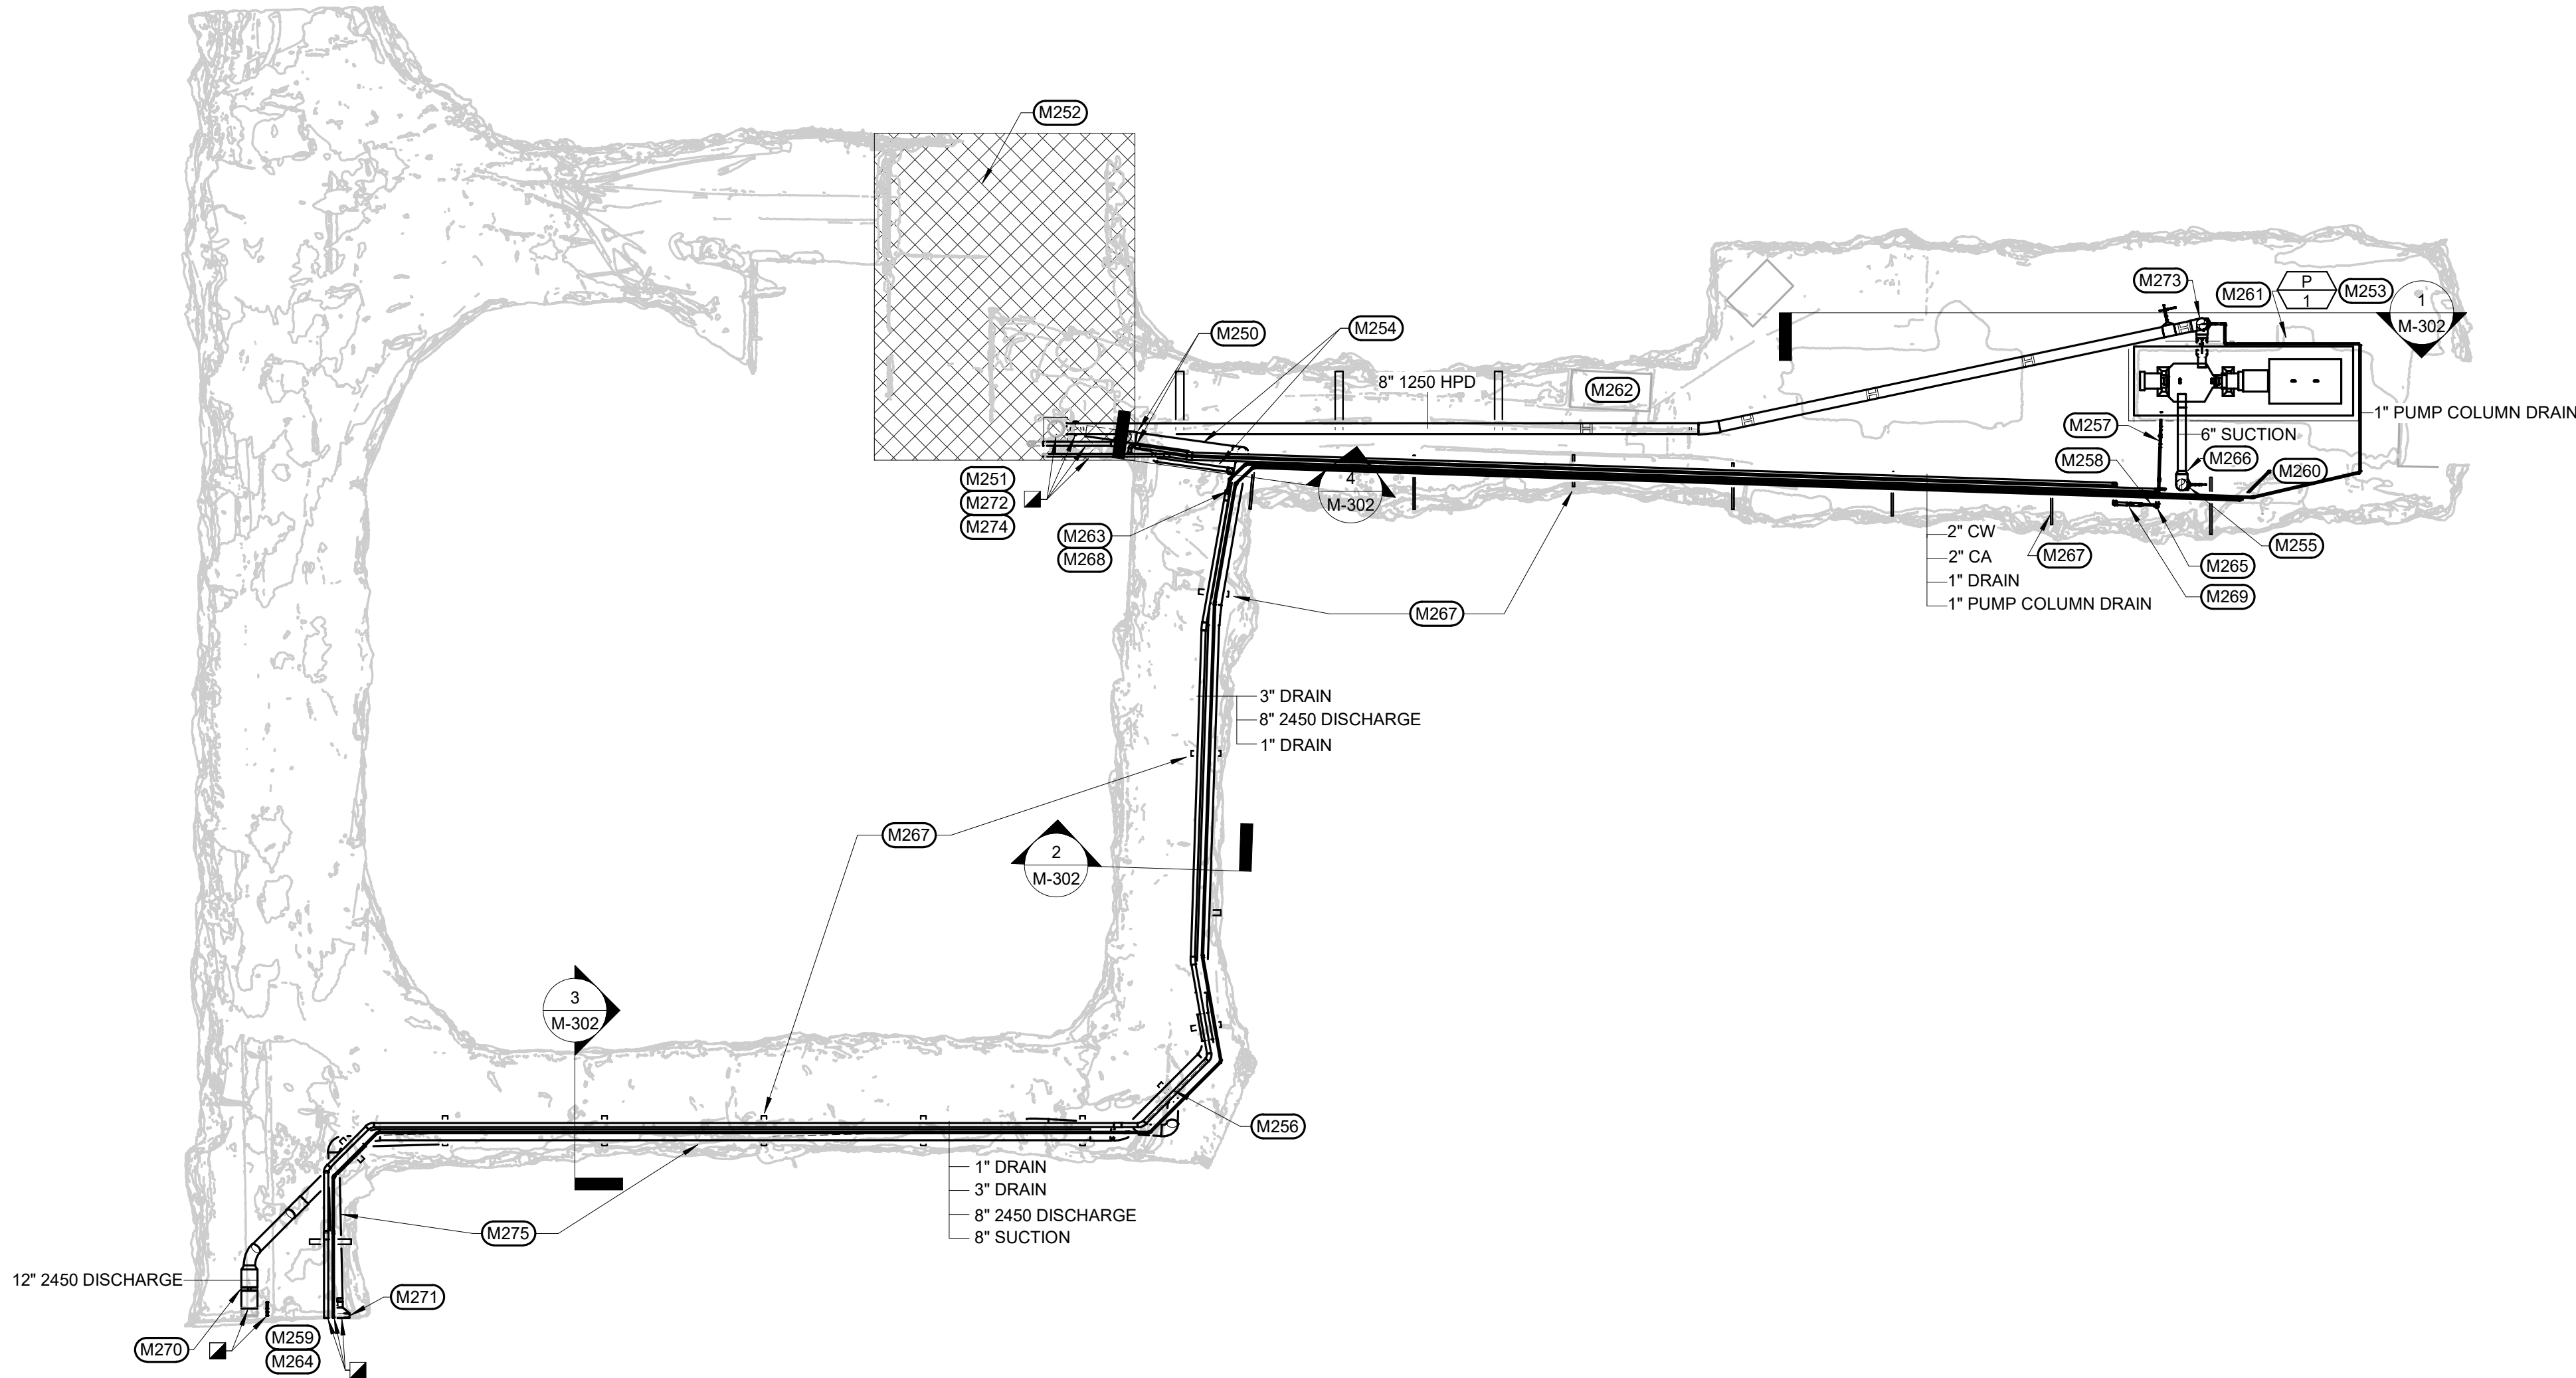 M252
M250
M254
8" 1250 HPD
M262
M273
M261
P
1
M253
1
M-302
1" PUMP COLUMN DRAIN
M257
6" SUCTION
M258
M266
M260
M251
M272
M274
4
M-302
M263
M268
2" CW
2" CA
1" DRAIN
1" PUMP COLUMN DRAIN
M267
M255
M265
M269
M267
3" DRAIN
8" 2450 DISCHARGE
1" DRAIN
M267
2
M-302
3
M-302
M256
1" DRAIN
3" DRAIN
8" 2450 DISCHARGE
8" SUCTION
M275
12" 2450 DISCHARGE
M271
M270
M259
M264